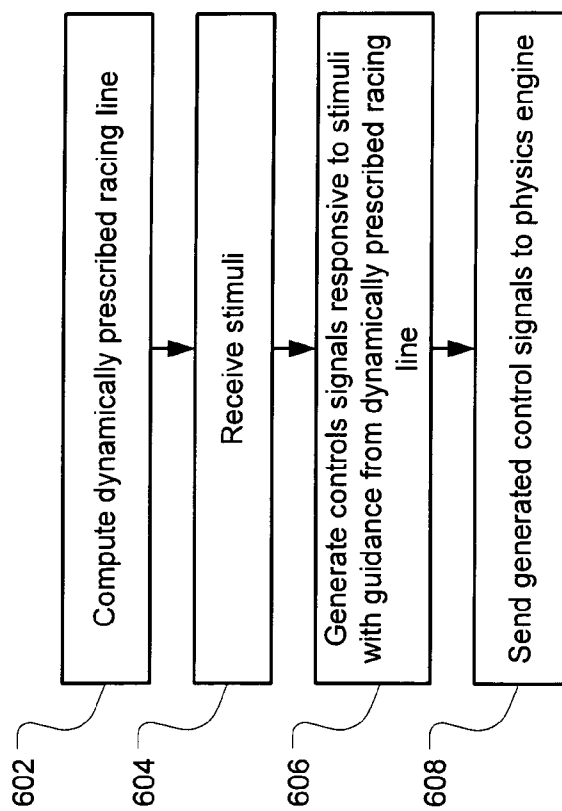 602
Compute dynamically prescribed racing line
604
Receive stimuli
606
Generate controls signals responsive to stimuli
with guidance from dynamically prescribed racing
line
608
Send generated control signals to physics engine